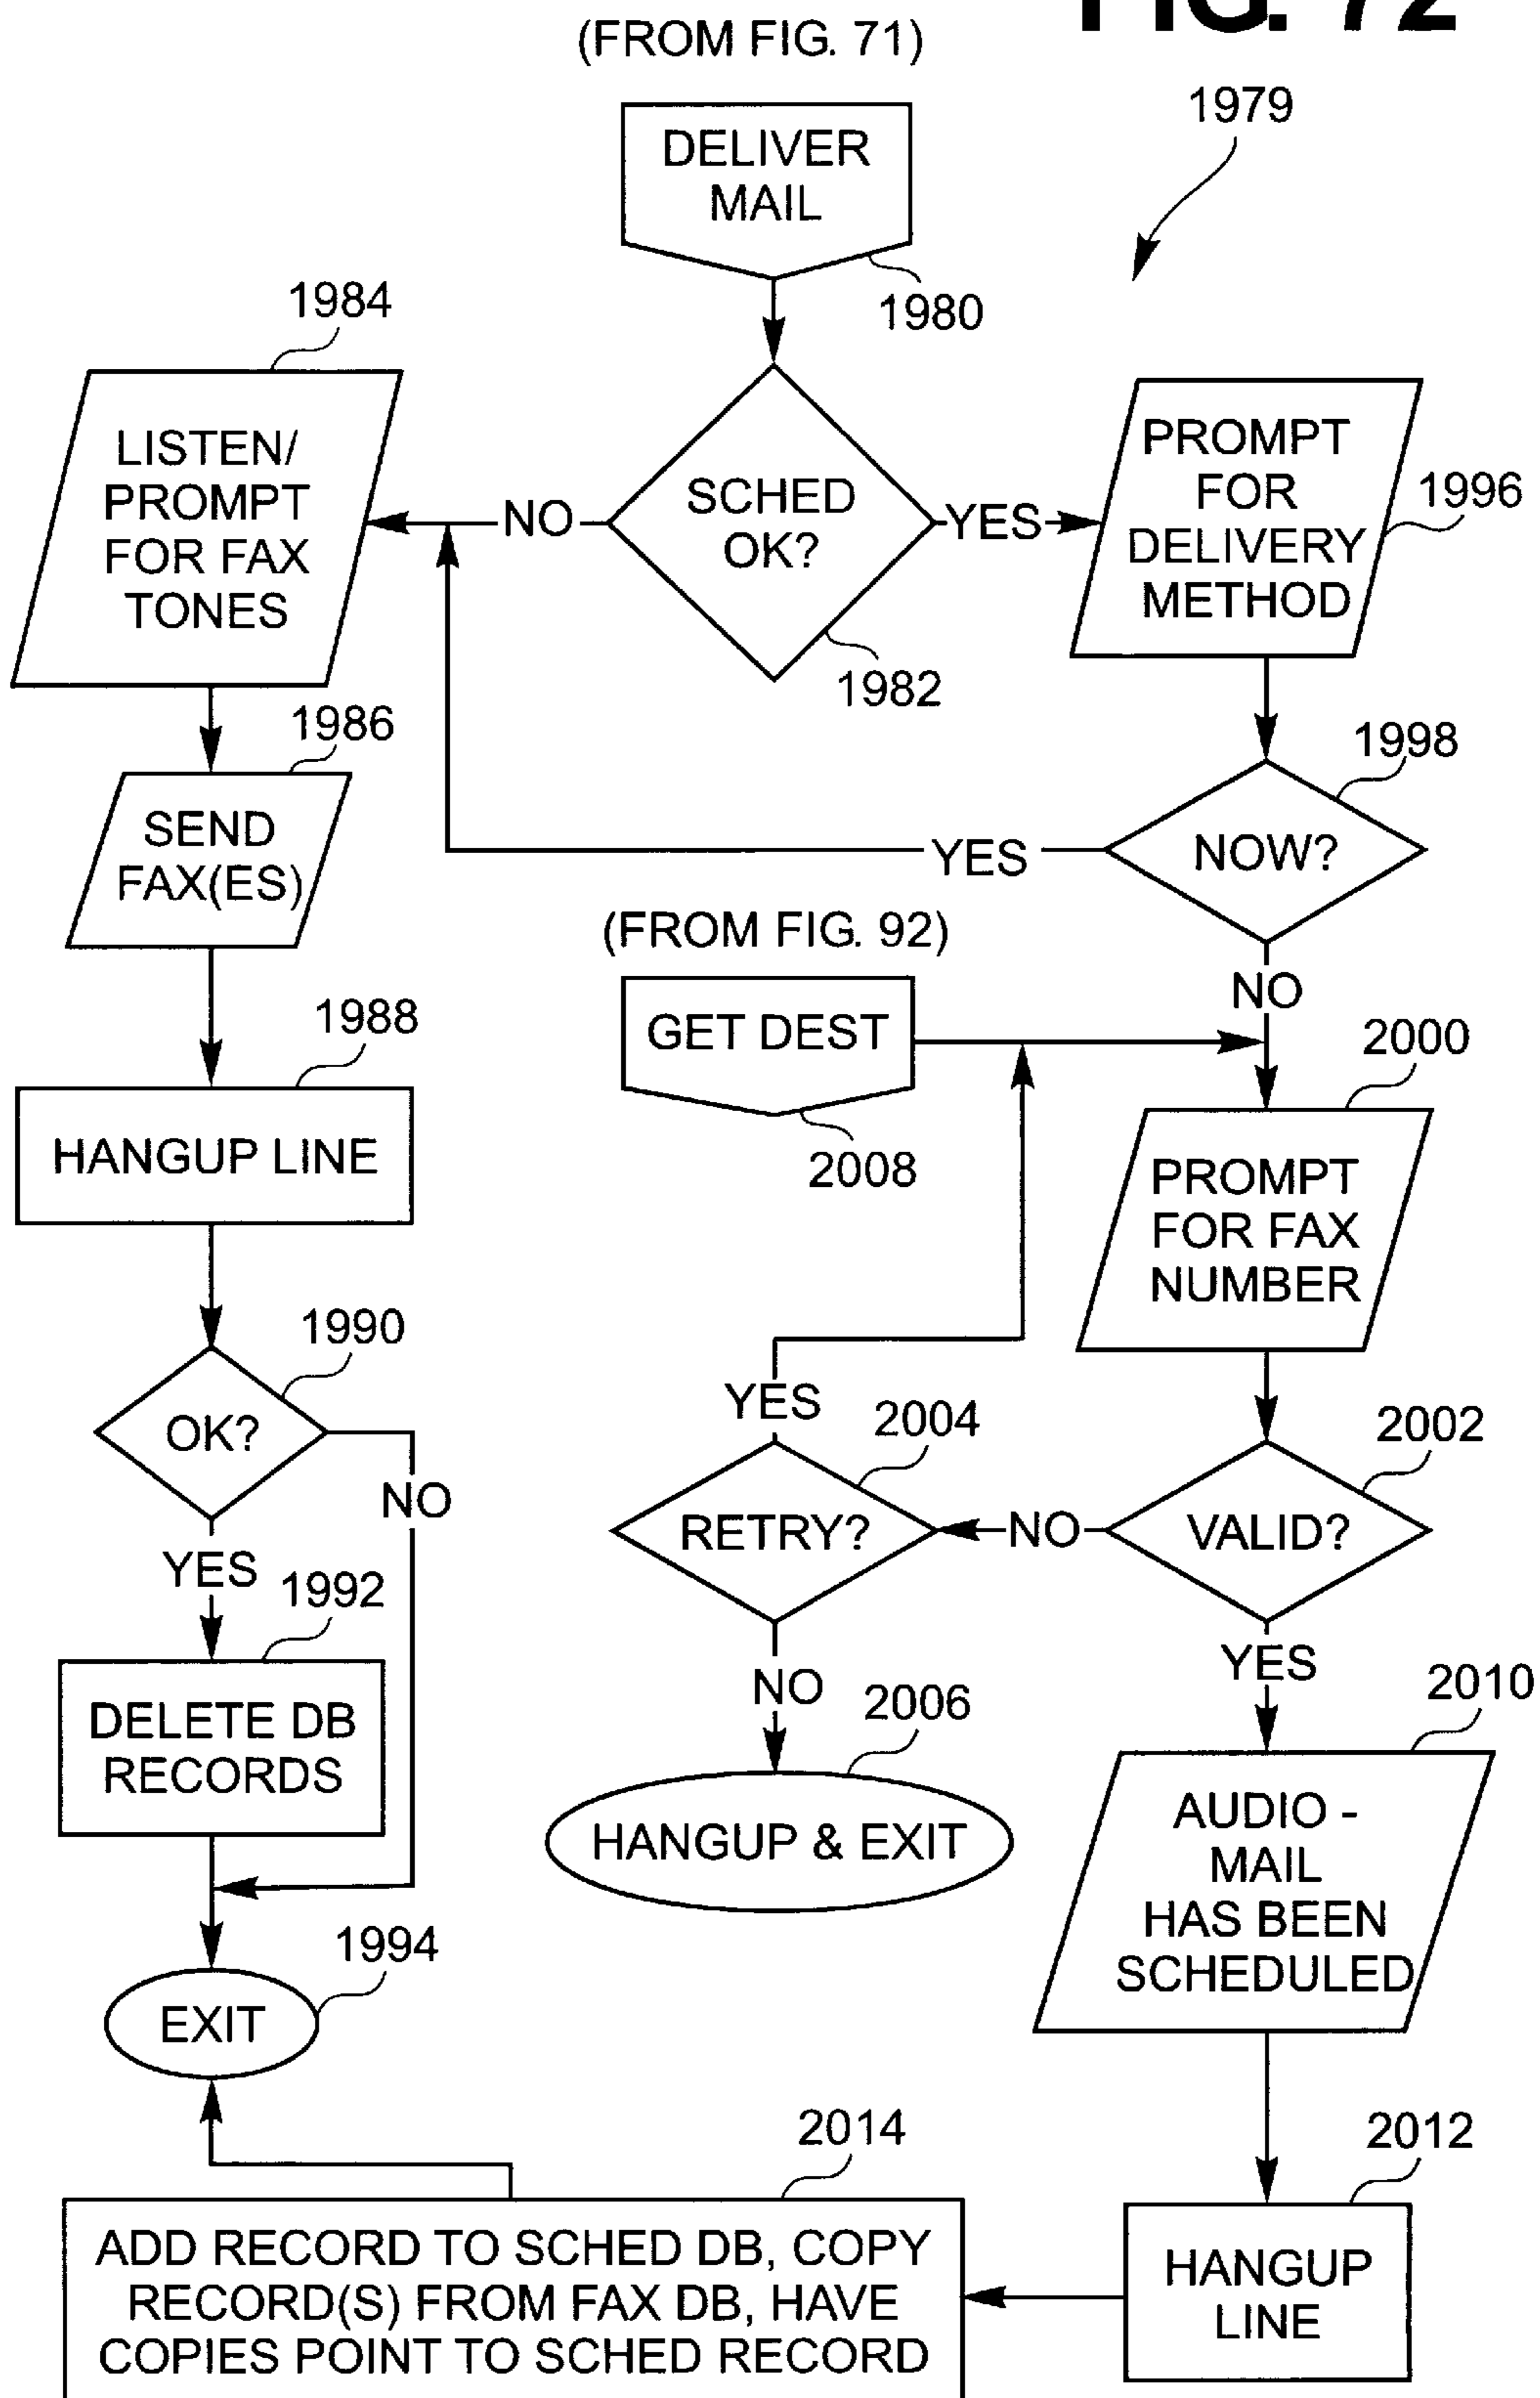 FIG. 72
(FROM FIG. 71)
1979
DELIVER
MAIL
1980
1984
LISTEN/
PROMPT
FOR FAX
TONES
NO
SCHED
OK?
YES
1982
PROMPT
FOR
DELIVERY
METHOD
1996
1986
SEND
FAX(ES)
1998
NOW?
YES
NO
(FROM FIG. 92)
GET DEST
2008
1988
HANGUP LINE
2000
PROMPT
FOR FAX
NUMBER
1990
OK?
NO
YES
YES
2004
RETRY?
NO
2002
VALID?
YES
1992
DELETE DB
RECORDS
NO
2006
HANGUP & EXIT
2010
AUDIO -
MAIL
HAS BEEN
SCHEDULED
1994
EXIT
2014
ADD RECORD TO SCHED DB, COPY
RECORD(S) FROM FAX DB, HAVE
COPIES POINT TO SCHED RECORD
2012
HANGUP
LINE